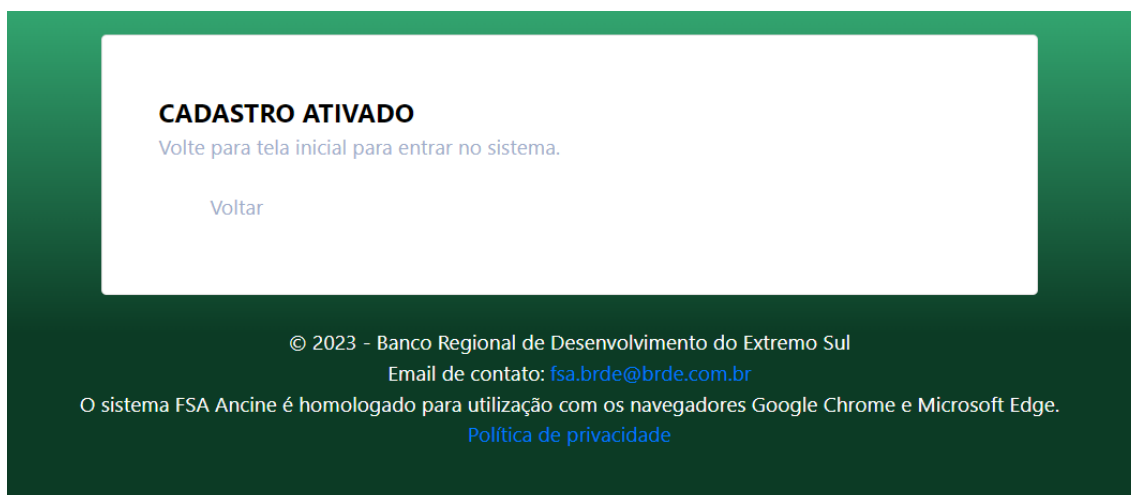 CADASTRO ATIVADO
Volte para tela inicial para entrar no sistema.
Voltar
© 2023 - Banco Regional de Desenvolvimento do Extremo Sul
Email de contato: fsa.brde@brde.com.br
O sistema FSA Ancine é homologado para utilização com os navegadores Google Chrome e Microsoft Edge.
Política de privacidade